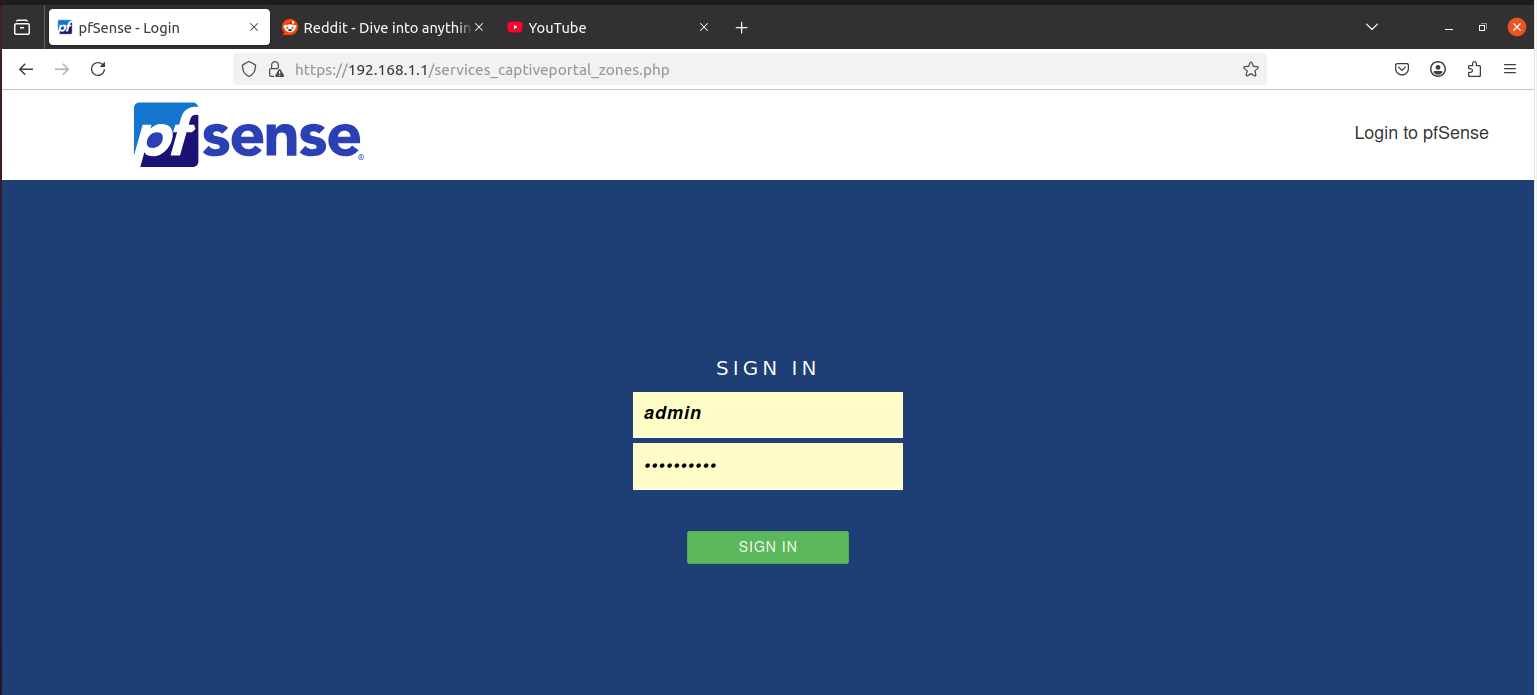 pfSense - Login
Reddit - Dive into anythin
YouTube
https://192.168.1.1/services_captiveportal_zones.php
pfsense®
Login to pfSense
SIGN IN
admin
••••••••••
SIGN IN